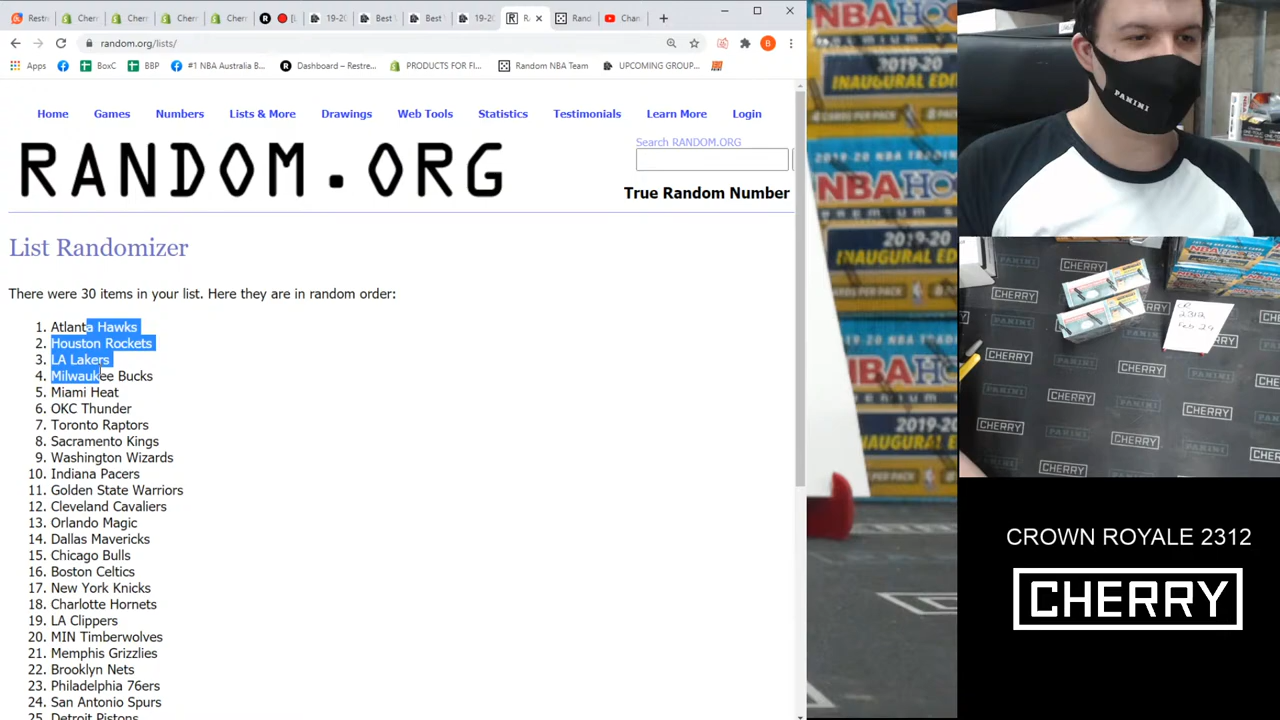 random.org/lists/
Apps BoxC BBP #1 NBA Australia B... Dashboard – Restre... PRODUCTS FOR FI... Random NBA Team UPCOMING GROUP...
Home Games Numbers Lists & More Drawings Web Tools Statistics Testimonials Learn More Login
RANDOM.ORG
Search RANDOM.ORG
True Random Number
List Randomizer
There were 30 items in your list. Here they are in random order:
1. Atlanta Hawks
2. Houston Rockets
3. LA Lakers
4. Milwaukee Bucks
5. Miami Heat
6. OKC Thunder
7. Toronto Raptors
8. Sacramento Kings
9. Washington Wizards
10. Indiana Pacers
11. Golden State Warriors
12. Cleveland Cavaliers
13. Orlando Magic
14. Dallas Mavericks
15. Chicago Bulls
16. Boston Celtics
17. New York Knicks
18. Charlotte Hornets
19. LA Clippers
20. MIN Timberwolves
21. Memphis Grizzlies
22. Brooklyn Nets
23. Philadelphia 76ers
24. San Antonio Spurs
25. Detroit Pistons
PANINI
CROWN ROYALE 2312
CHERRY